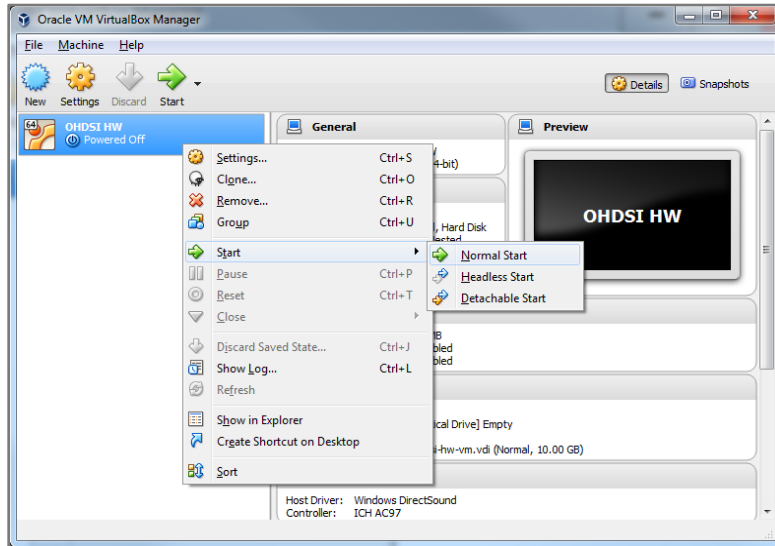 Oracle VM VirtualBox Manager
File Machine Help
New Settings Discard Start
Details Snapshots
64 OHDSI HW
Powered Off
General
Preview
OHDSI HW
4-bit)
, Hard Disk
Settings... Ctrl+S
Clone... Ctrl+O
Remove... Ctrl+R
Group Ctrl+U
Start
Pause Ctrl+P
Reset Ctrl+T
Close
Discard Saved State... Ctrl+J
Show Log... Ctrl+L
Refresh
Show in Explorer
Create Shortcut on Desktop
Sort
Normal Start
Headless Start
Detachable Start
bled
bled
ical Drive] Empty
i-hw-vm.vdi (Normal, 10.00 GB)
Host Driver: Windows DirectSound
Controller: ICH AC97